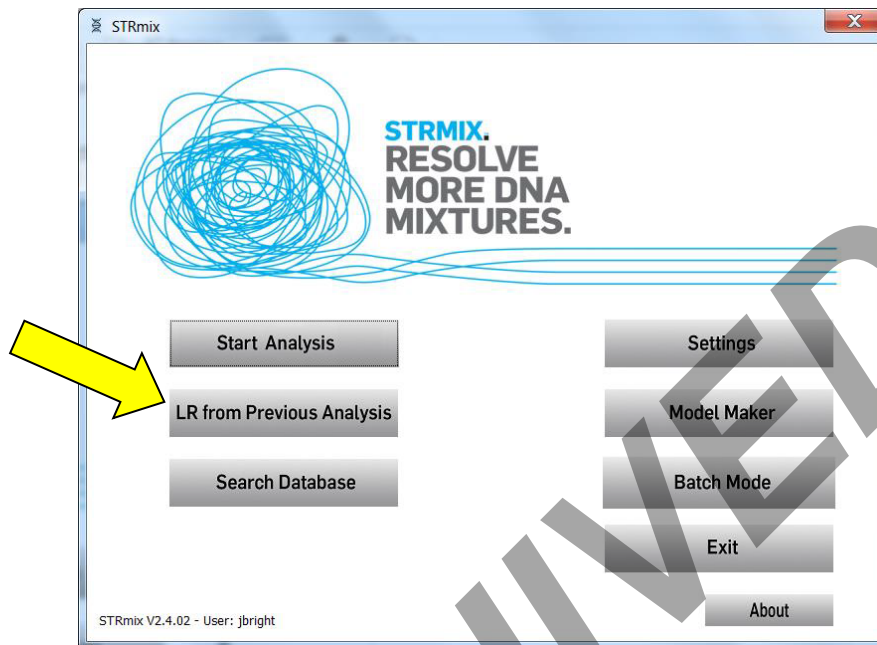 STRmix
STRMIX.
RESOLVE
MORE DNA
MIXTURES.
Start Analysis
Settings
LR from Previous Analysis
Model Maker
Search Database
Batch Mode
Exit
About
STRmix V2.4.02 - User: jbright